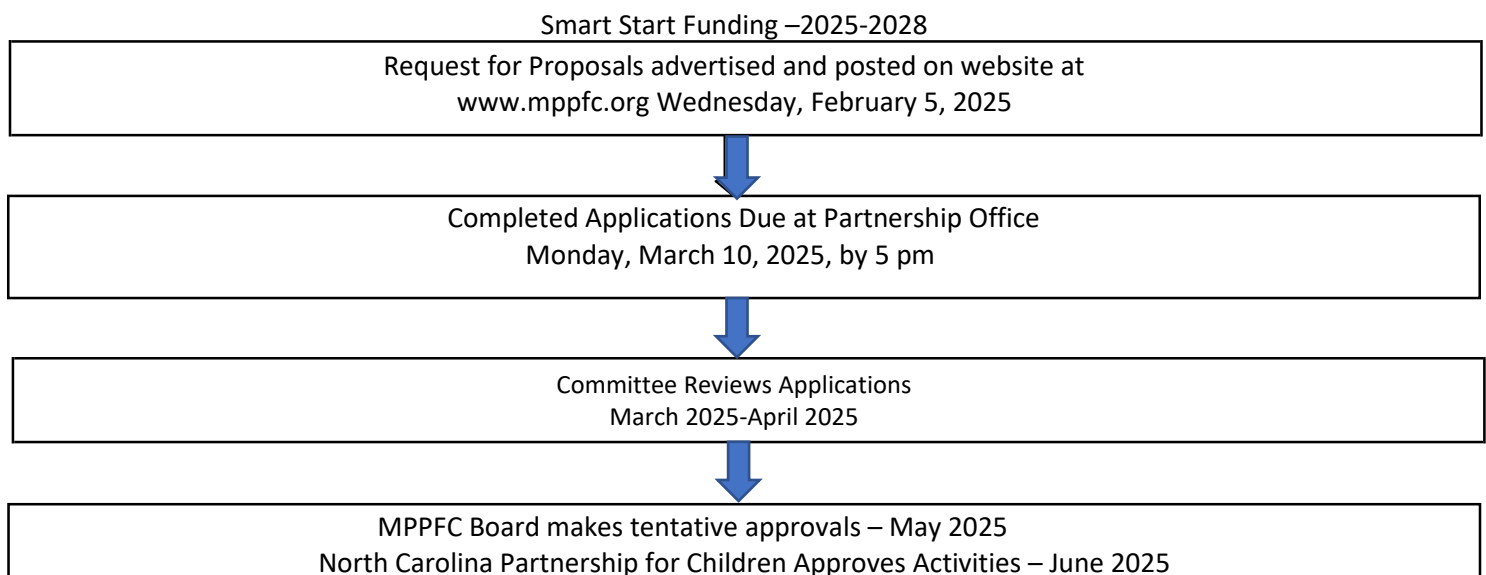 Smart Start Funding –2025-2028
Request for Proposals advertised and posted on website at
www.mppfc.org Wednesday, February 5, 2025
Completed Applications Due at Partnership Office
Monday, March 10, 2025, by 5 pm
Committee Reviews Applications
March 2025-April 2025
MPPFC Board makes tentative approvals – May 2025
North Carolina Partnership for Children Approves Activities – June 2025